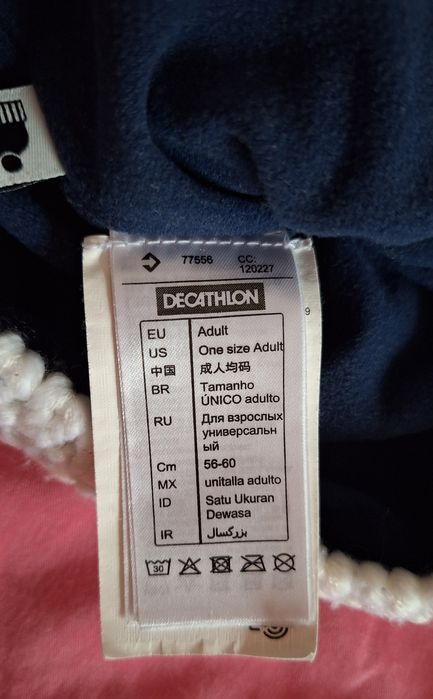 77556 CC:
120227
DECATHLON
EU Adult
US One size Adult
中国 成人均码
BR Tamanho
ÚNICO adulto
RU Для взрослых
универсальн
ый
Cm 56-60
MX unitalla adulto
ID Satu Ukuran
Dewasa
IR بزرگسال
30
9